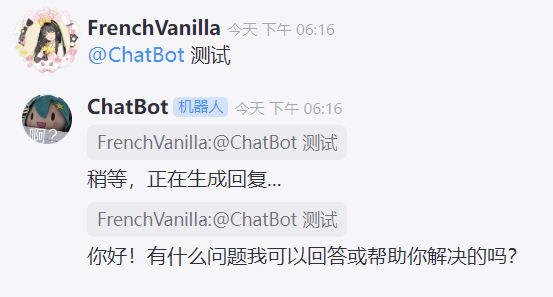 FrenchVanilla 今天 下午 06:16
@ChatBot 测试
ChatBot 机器人 今天 下午 06:16
FrenchVanilla:@ChatBot 测试
稍等，正在生成回复...
FrenchVanilla:@ChatBot 测试
你好！有什么问题我可以回答或帮助你解决的吗？
啊？